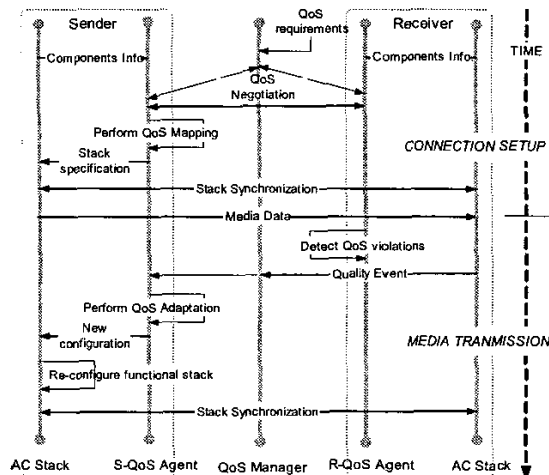 Sender
QoS
requirements
Receiver
TIME
Components Info
Components Info
QoS
Negotiation
Perform QoS Mapping
Stack
specification
CONNECTION SETUP
Stack Synchronization
Media Data
Detect QoS violations
Quality Event
Perform QoS Adaptation
New
configuration
MEDIA TRANMISSION
Re-configure functional stack
Stack Synchronization
AC Stack
S-QoS Agent
QoS Manager
R-QoS Agent
AC Stack